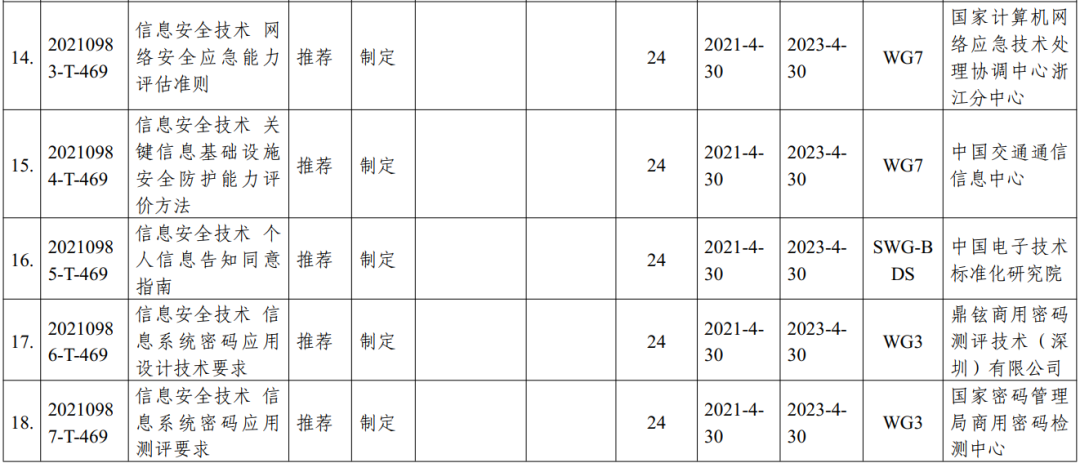 14.
2021098
3-T-469
信息安全技术 网
络安全应急能力
评估准则
推荐
制定
24
2021-4-
30
2023-4-
30
WG7
国家计算机网
络应急技术处
理协调中心浙
江分中心
15.
2021098
4-T-469
信息安全技术 关
键信息基础设施
安全防护能力评
价方法
推荐
制定
24
2021-4-
30
2023-4-
30
WG7
中国交通通信
信息中心
16.
2021098
5-T-469
信息安全技术 个
人信息告知同意
指南
推荐
制定
24
2021-4-
30
2023-4-
30
SWG-B
DS
中国电子技术
标准化研究院
17.
2021098
6-T-469
信息安全技术 信
息系统密码应用
设计技术要求
推荐
制定
24
2021-4-
30
2023-4-
30
WG3
鼎铉商用密码
测评技术（深
圳）有限公司
18.
2021098
7-T-469
信息安全技术 信
息系统密码应用
测评要求
推荐
制定
24
2021-4-
30
2023-4-
30
WG3
国家密码管理
局商用密码检
测中心